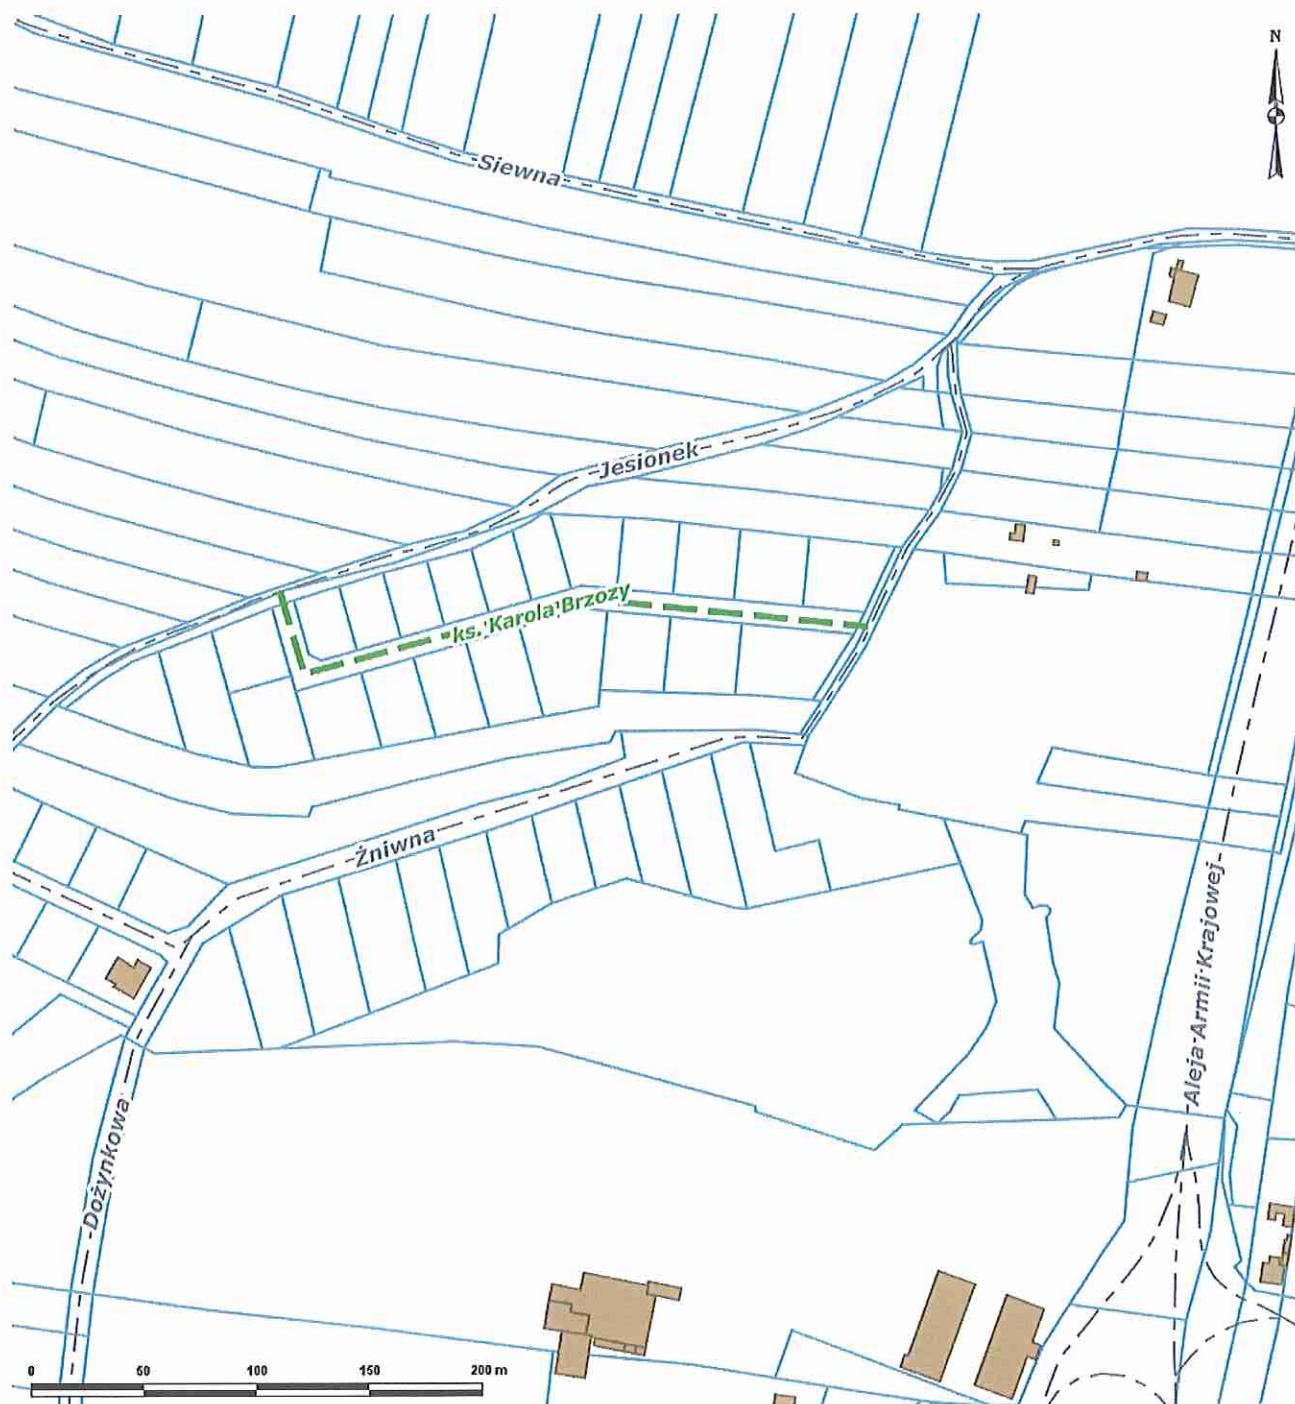 N
Siewna
Jesionek
ks. Karola Brzozy
Żniwna
Aleja Armii Krajowej
Dożynkowa
0 50 100 150 200 m